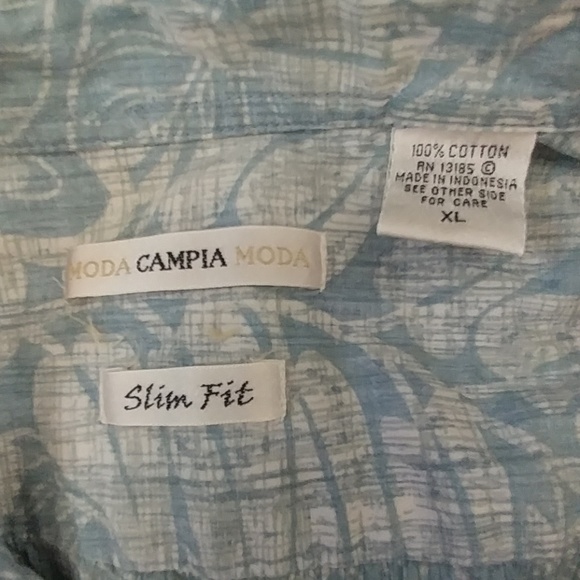 100% COTTON
RN 13185 ©
MADE IN INDONESIA
SEE OTHER SIDE
FOR CARE
XL
MODA CAMPIA MODA
Slim Fit